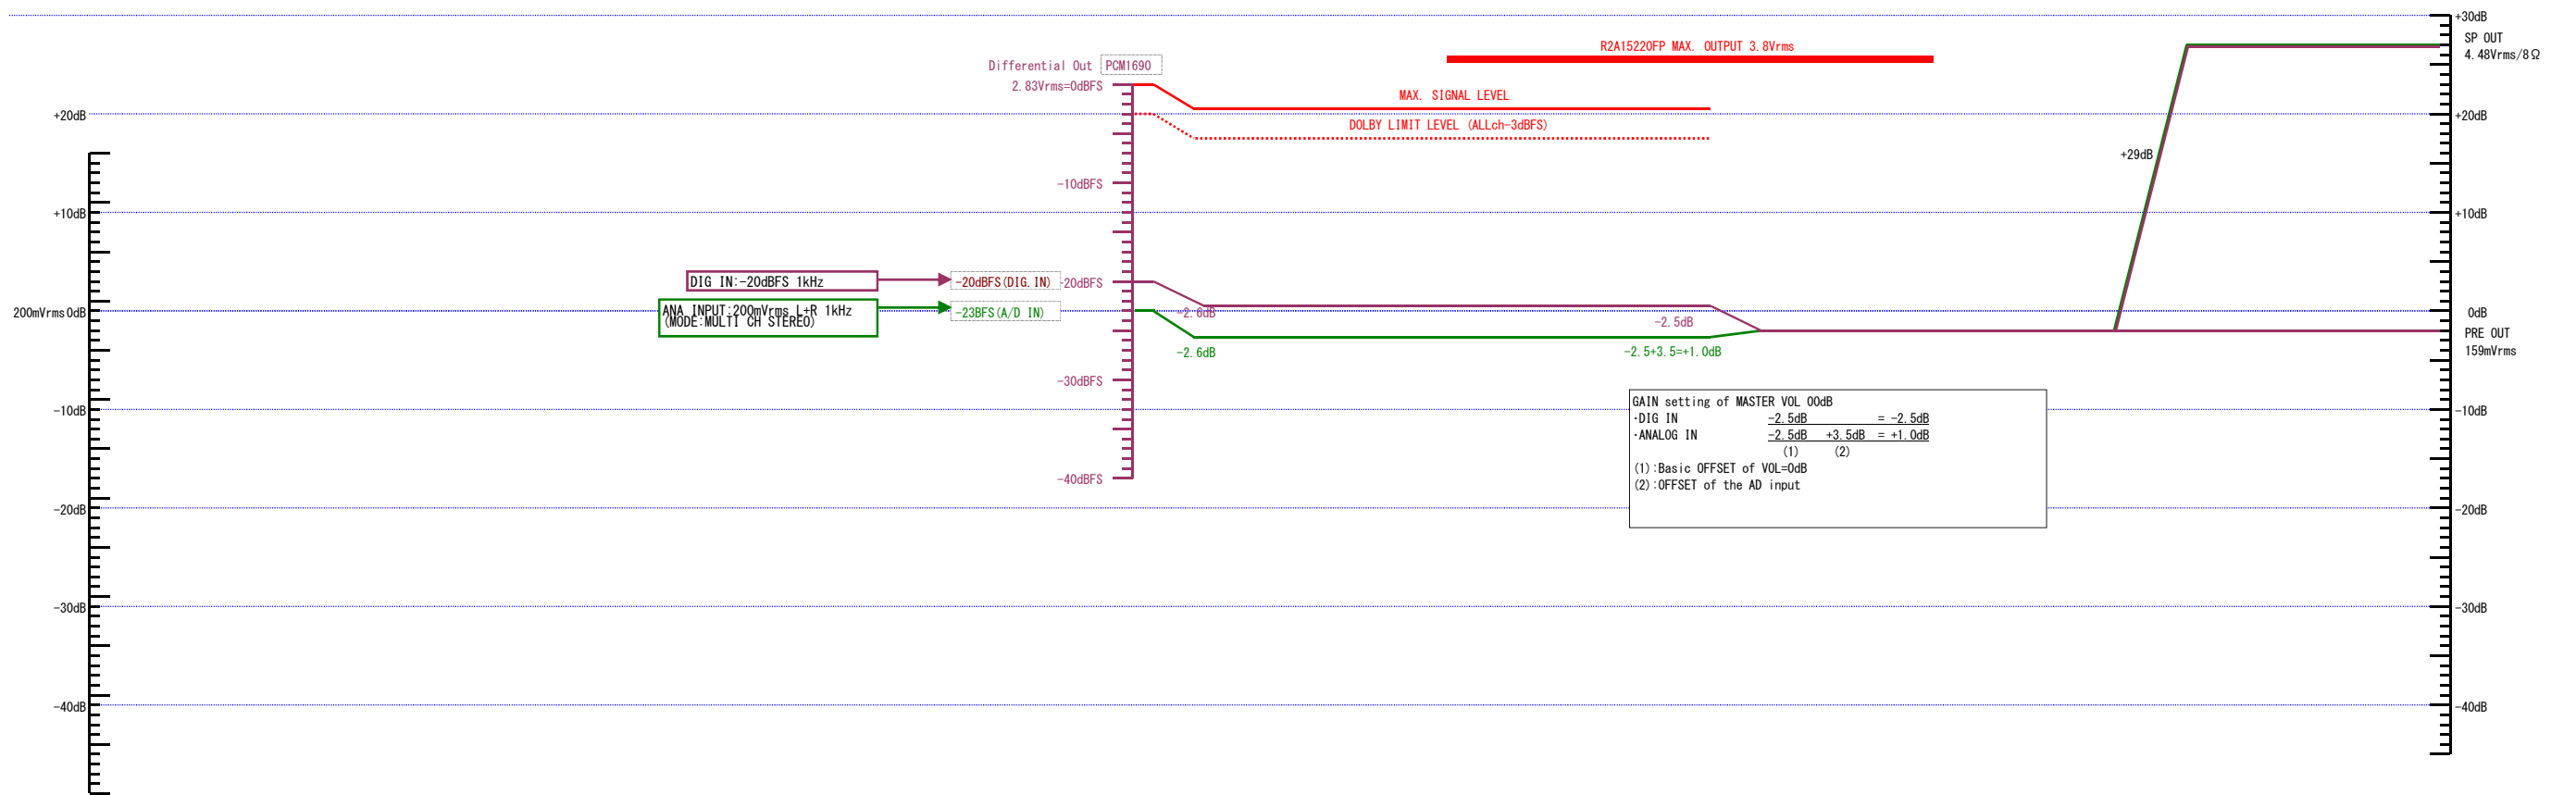 +30dB
SP OUT
4.48Vrms/8Ω
R2A15220FP MAX. OUTPUT 3.8Vrms
Differential Out PCM1690
2.83Vrms=0dBFS
MAX. SIGNAL LEVEL
+20dB
DOLBY LIMIT LEVEL (ALLch-3dBFS)
+20dB
+29dB
-10dBFS
+10dB
+10dB
DIG IN:-20dBFS 1kHz
-20dBFS(DIG.IN)
-20dBFS
200mVrms 0dB
ANA INPUT:200mVrms L+R 1kHz
(MODE:MULTI CH STEREO)
-23BFS(A/D IN)
-2.6dB
-2.5dB
0dB
PRE OUT
159mVrms
-2.6dB
-2.5+3.5=+1.0dB
-30dBFS
-10dB
-10dB
GAIN setting of MASTER VOL 00dB
·DIG IN -2.5dB = -2.5dB
·ANALOG IN -2.5dB +3.5dB = +1.0dB
(1) (2)
(1):Basic OFFSET of VOL=0dB
(2):OFFSET of the AD input
-40dBFS
-20dB
-20dB
-30dB
-30dB
-40dB
-40dB